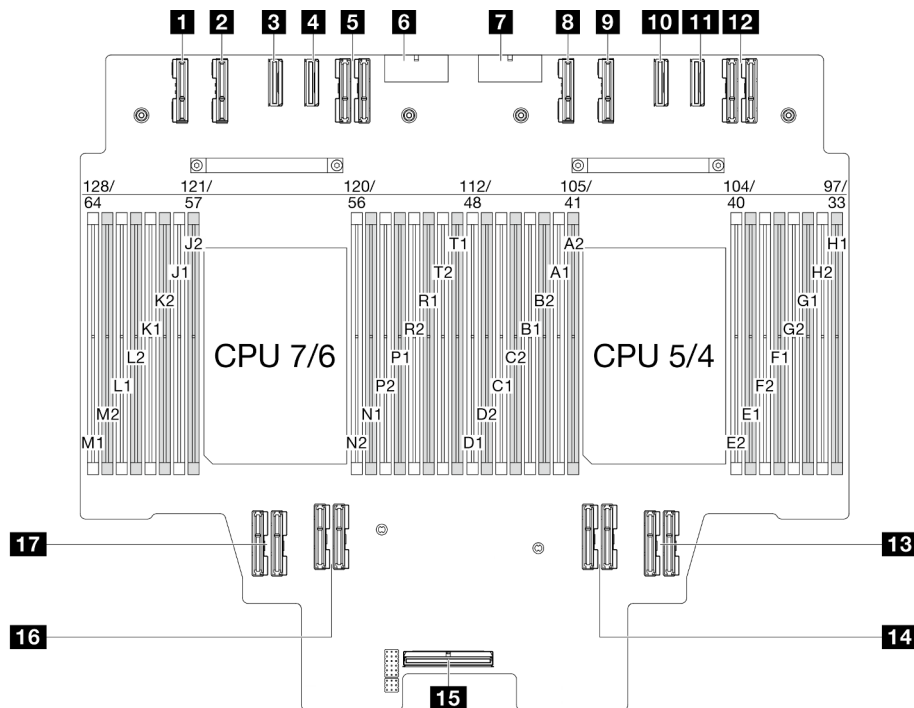 1 2 3 4 5 6 7 8 9 10 11 12
128/ 121/ 120/ 112/ 105/ 104/ 97/
64 57 56 48 41 40 33
J2 T1 A2 H1
J1 T2 A1 H2
K2 R1 B2 G1
K1 R2 B1 G2
CPU 7/6 CPU 5/4
L2 P1 C2 F1
L1 P2 C1 F2
M2 N1 D2 E1
M1 N2 D1 E2
17 13
16 14
15